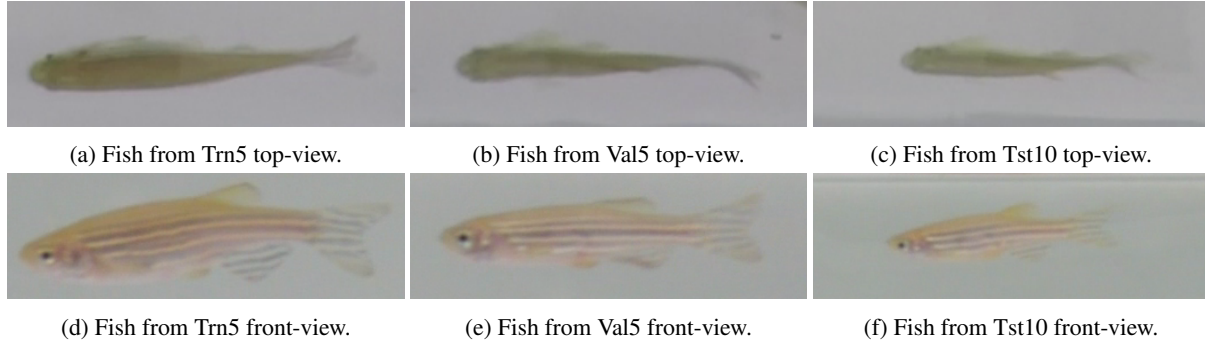 (a) Fish from Trn5 top-view.
(b) Fish from Val5 top-view.
(c) Fish from Tst10 top-view.
(d) Fish from Trn5 front-view.
(e) Fish from Val5 front-view.
(f) Fish from Tst10 front-view.